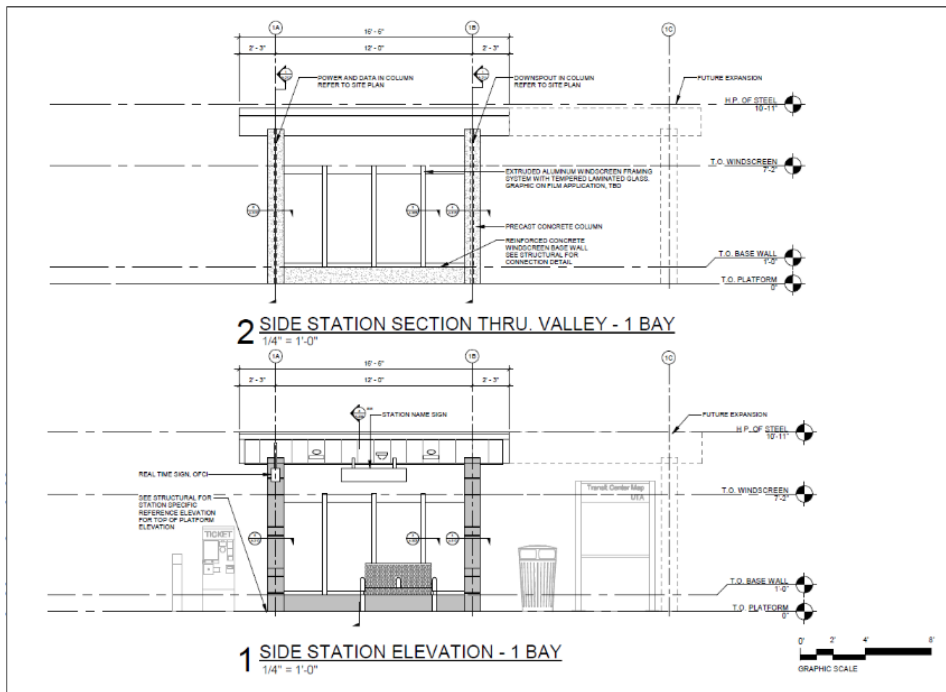 1A
1B
1C
16' - 6"
2' - 3"
12' - 0"
2' - 3"
POWER AND DATA IN COLUMN
REFER TO SITE PLAN
DOWNSPOUT IN COLUMN
REFER TO SITE PLAN
FUTURE EXPANSION
H.P. OF STEEL
10'-11"
T.O. WINDSCREEN
7'-2"
EXTRUDED ALUMINUM WINDSCREEN FRAMING
SYSTEM WITH TEMPERED LAMINATED GLASS.
GRAPHIC ON FILM APPLICATION, TBD
PRECAST CONCRETE COLUMN
REINFORCED CONCRETE
WINDSCREEN BASE WALL
SEE STRUCTURAL FOR
CONNECTION DETAIL
T.O. BASE WALL
1'-0"
T.O. PLATFORM
0"
2 SIDE STATION SECTION THRU. VALLEY - 1 BAY
1/4" = 1'-0"
1A
1B
1C
16' - 6"
2' - 3"
12' - 0"
2' - 3"
STATION NAME SIGN
FUTURE EXPANSION
H.P. OF STEEL
10'-11"
REAL TIME SIGN, OFCI
SEE STRUCTURAL FOR
STATION SPECIFIC
REFERENCE ELEVATION
FOR TOP OF PLATFORM
ELEVATION
Transit Center Map
UTA
T.O. WINDSCREEN
7'-2"
TICKET
T.O. BASE WALL
1'-0"
T.O. PLATFORM
0"
1 SIDE STATION ELEVATION - 1 BAY
1/4" = 1'-0"
0' 2' 4' 8'
GRAPHIC SCALE